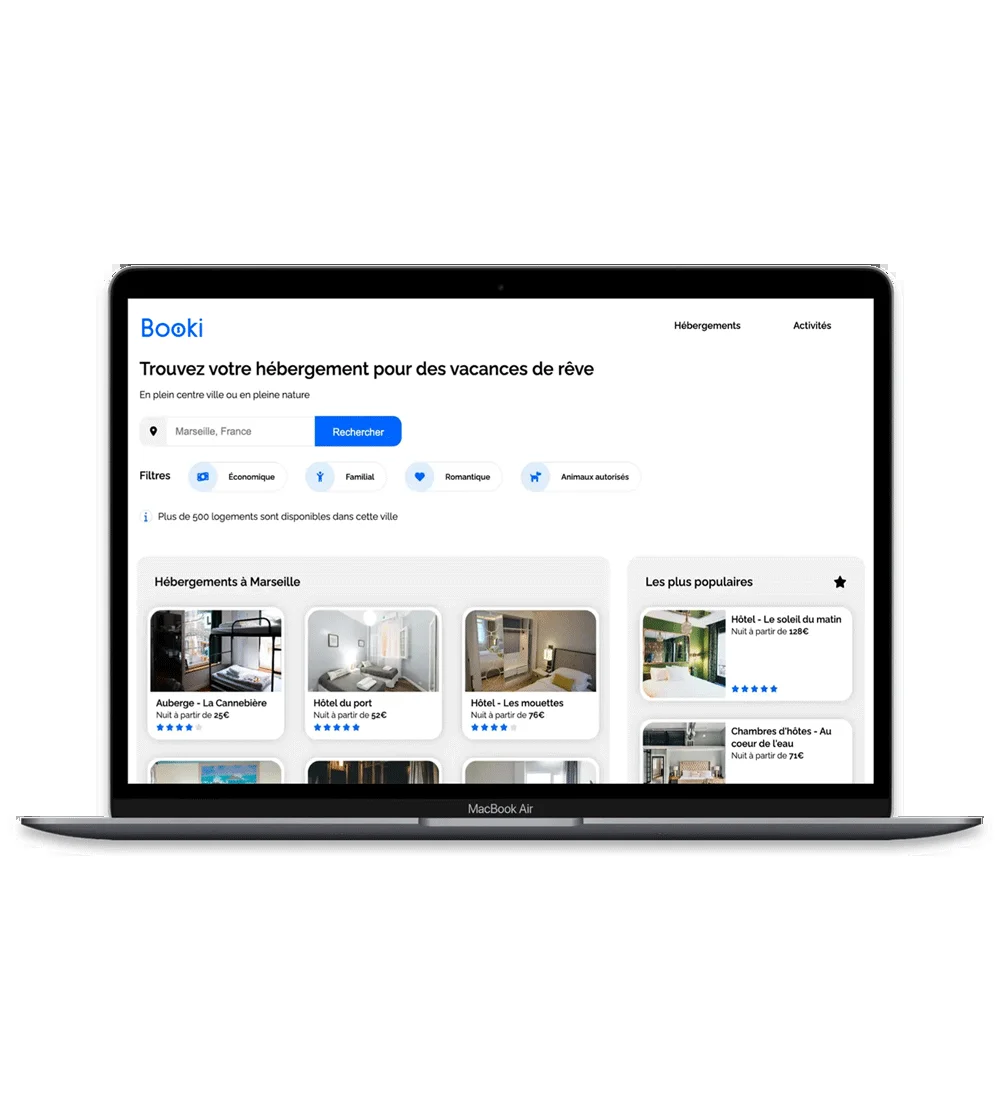 Booki
Hébergements
Activités
Trouvez votre hébergement pour des vacances de rêve
En plein centre ville ou en pleine nature
Marseille, France
Rechercher
Filtres
Économique
Familial
Romantique
Animaux autorisés
Plus de 500 logements sont disponibles dans cette ville
Hébergements à Marseille
Auberge - La Cannebière
Nuit à partir de 25€
Hôtel du port
Nuit à partir de 52€
Hôtel - Les mouettes
Nuit à partir de 76€
Les plus populaires
Hôtel - Le soleil du matin
Nuit à partir de 128€
Chambres d'hôtes - Au
coeur de l'eau
Nuit à partir de 71€
MacBook Air